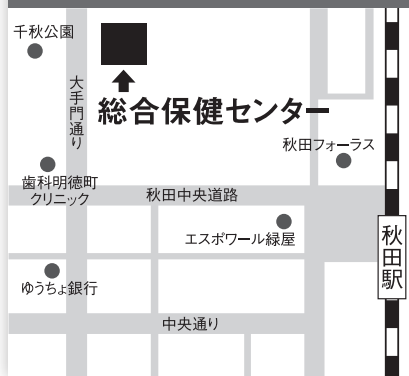 千秋公園
大手門通り
総合保健センター
秋田フォーラス
歯科明徳町
クリニック
秋田中央道路
エスポワール緑屋
秋田駅
ゆうちょ銀行
中央通り